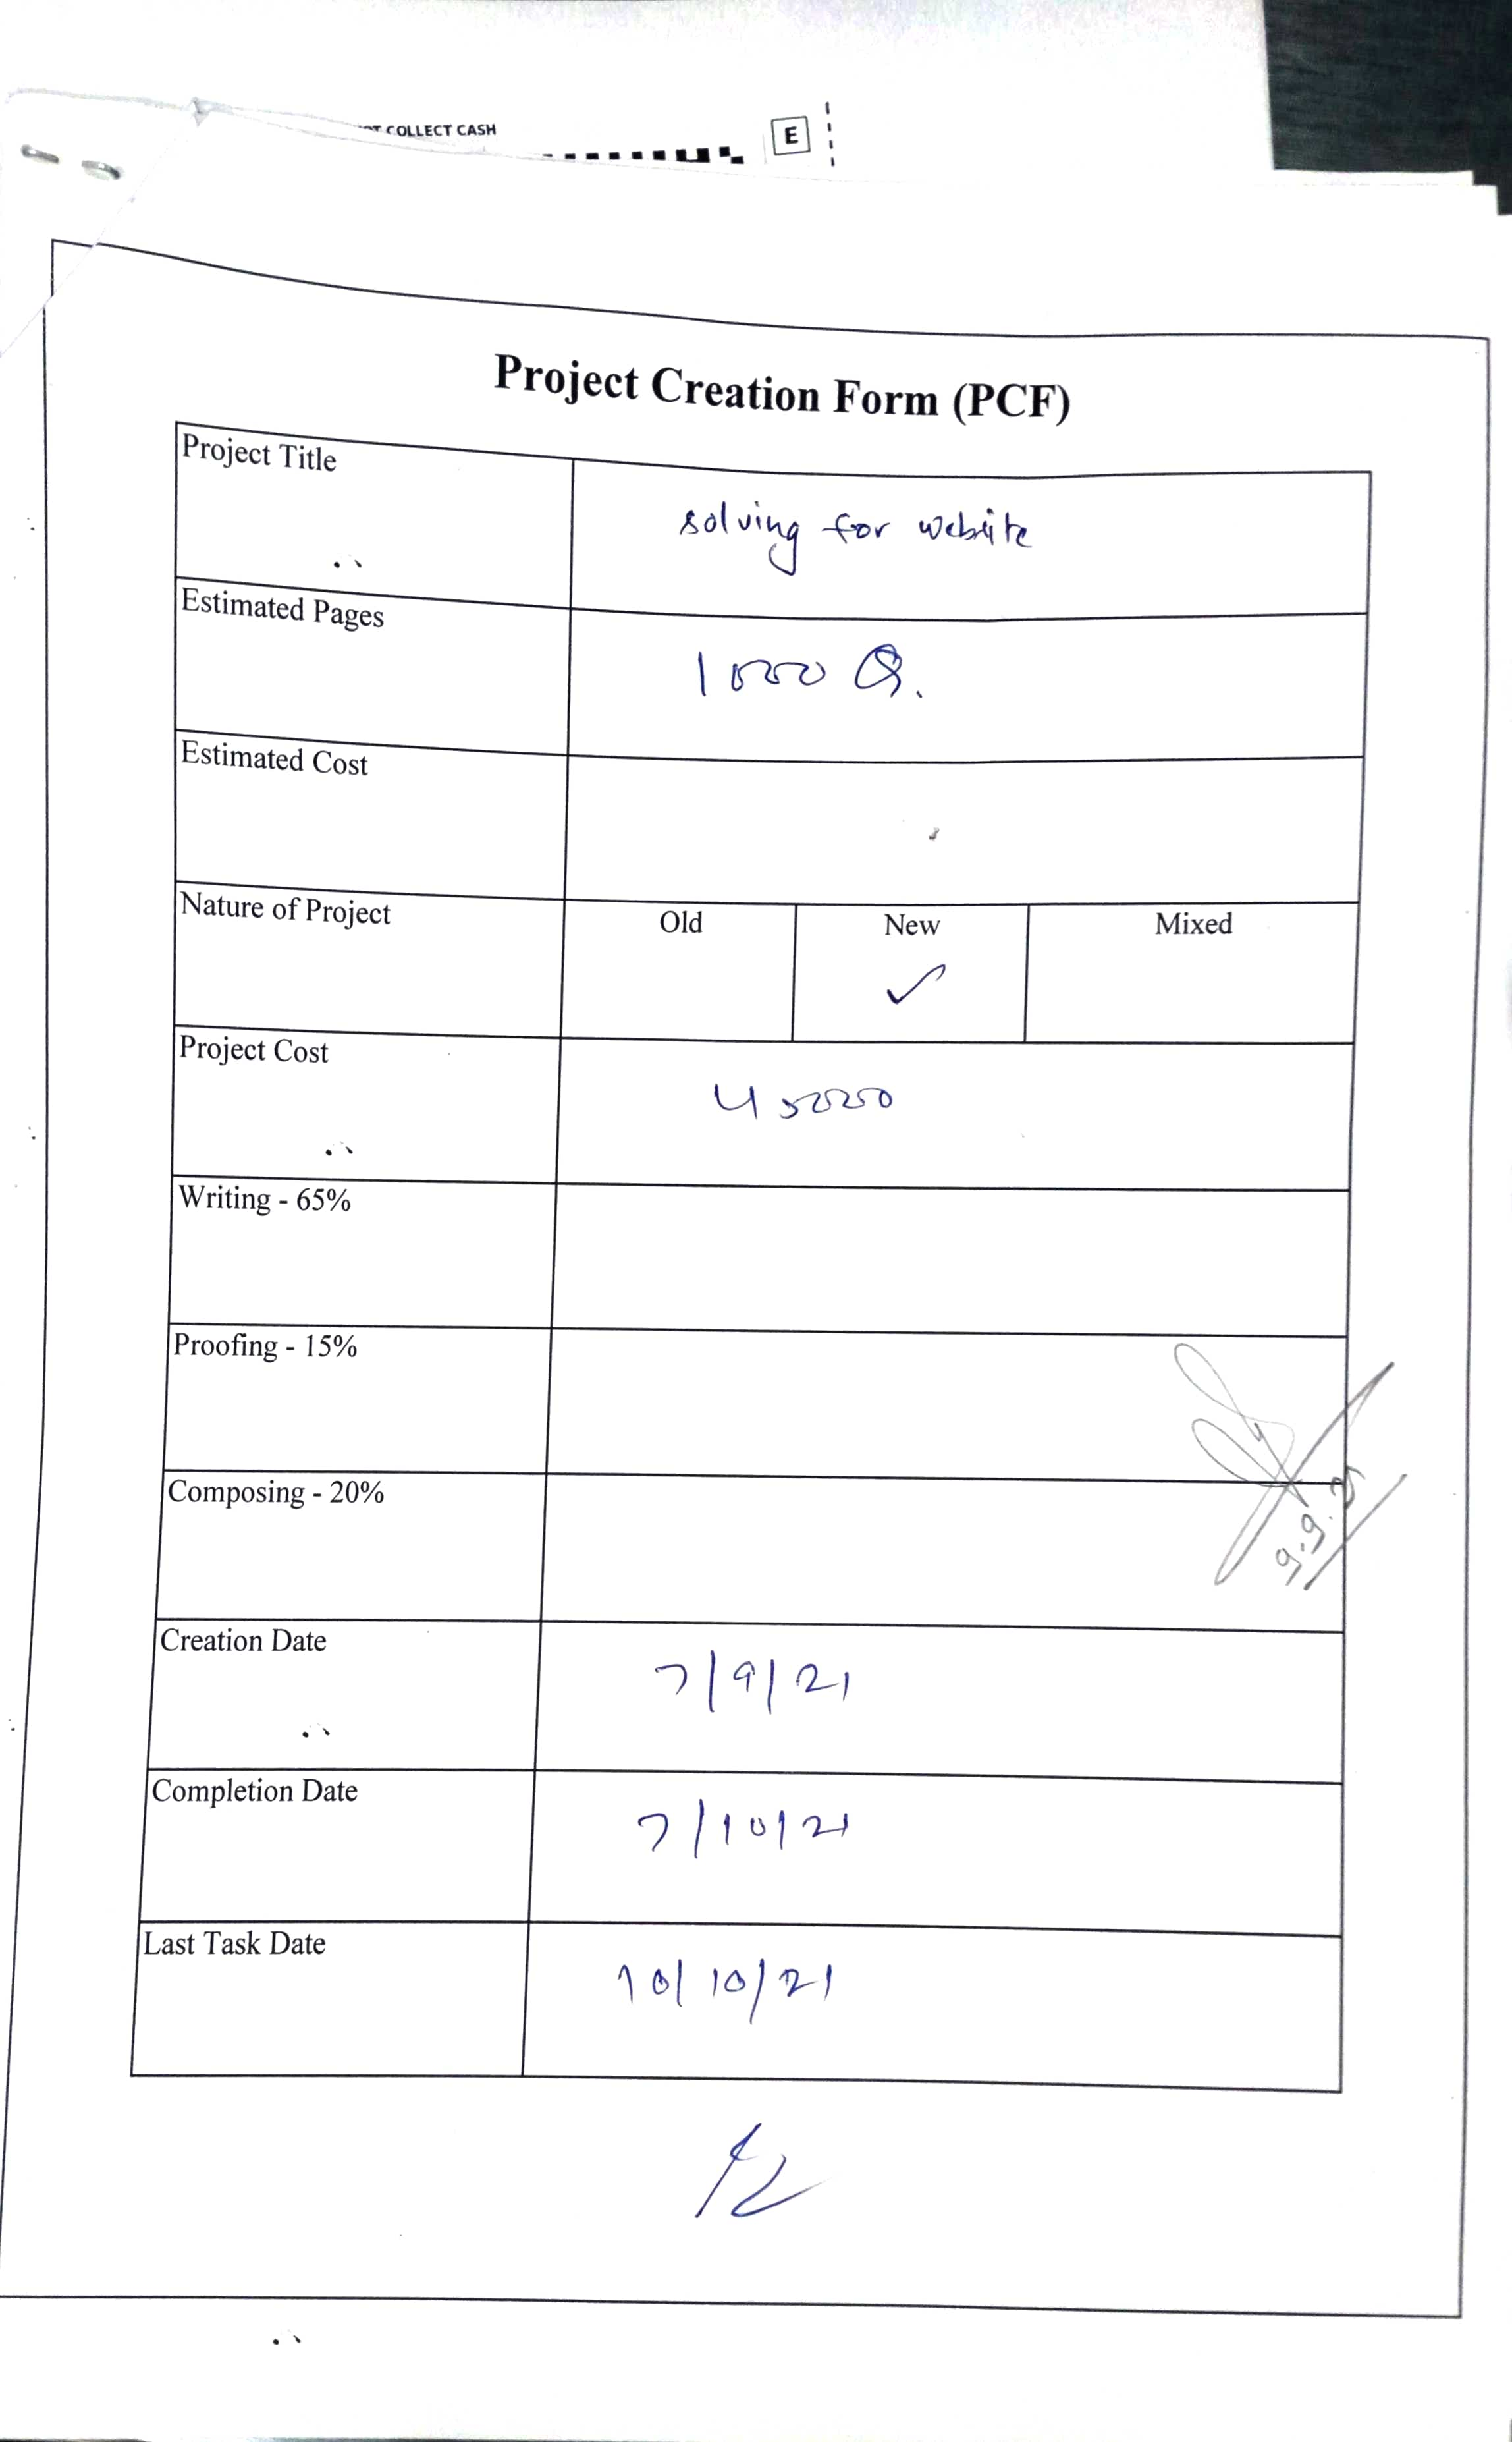 COLLECT CASH
E
Project Creation Form (PCF)
Project Title
solving for website
Estimated Pages
1000 Q.
Estimated Cost
Nature of Project
Old
New
✓
Mixed
Project Cost
45000
Writing - 65%
Proofing - 15%
Composing - 20%
9.9.21
Creation Date
7/9/21
Completion Date
7/10/21
Last Task Date
10/10/21